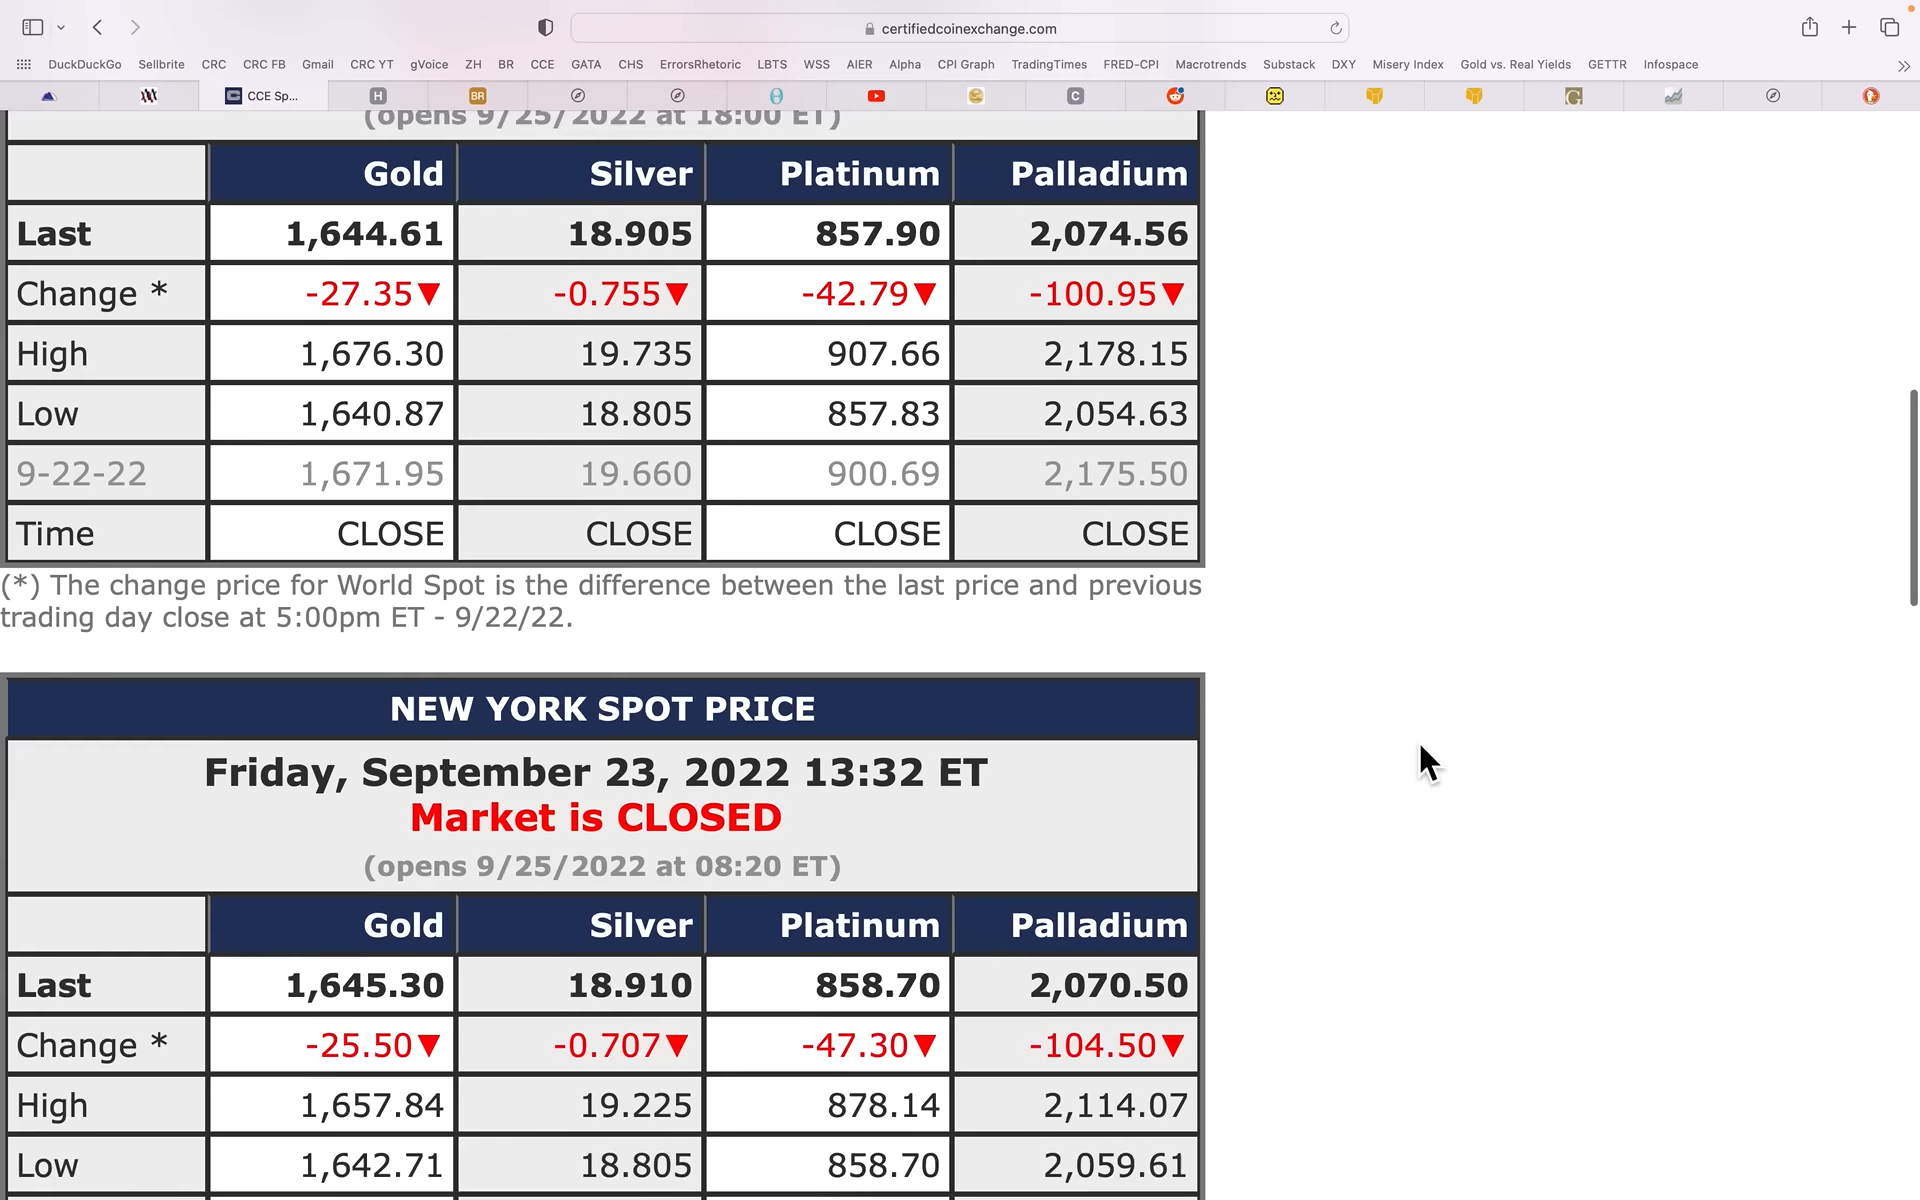 certifiedcoinexchange.com
DuckDuckGo Sellbrite CRC CRC FB Gmail CRC YT gVoice ZH BR CCE GATA CHS ErrorsRhetoric LBTS WSS AIER Alpha CPI Graph TradingTimes FRED-CPI Macrotrends Substack DXY Misery Index Gold vs. Real Yields GETTR Infospace
H BR C CCE Sp...
(opens 9/25/2022 at 18:00 ET)
Gold Silver Platinum Palladium
Last 1,644.61 18.905 857.90 2,074.56
Change * -27.35▼ -0.755▼ -42.79▼ -100.95▼
High 1,676.30 19.735 907.66 2,178.15
Low 1,640.87 18.805 857.83 2,054.63
9-22-22 1,671.95 19.660 900.69 2,175.50
Time CLOSE CLOSE CLOSE CLOSE
(*) The change price for World Spot is the difference between the last price and previous
trading day close at 5:00pm ET - 9/22/22.
NEW YORK SPOT PRICE
Friday, September 23, 2022 13:32 ET
Market is CLOSED
(opens 9/25/2022 at 08:20 ET)
Gold Silver Platinum Palladium
Last 1,645.30 18.910 858.70 2,070.50
Change * -25.50▼ -0.707▼ -47.30▼ -104.50▼
High 1,657.84 19.225 878.14 2,114.07
Low 1,642.71 18.805 858.70 2,059.61